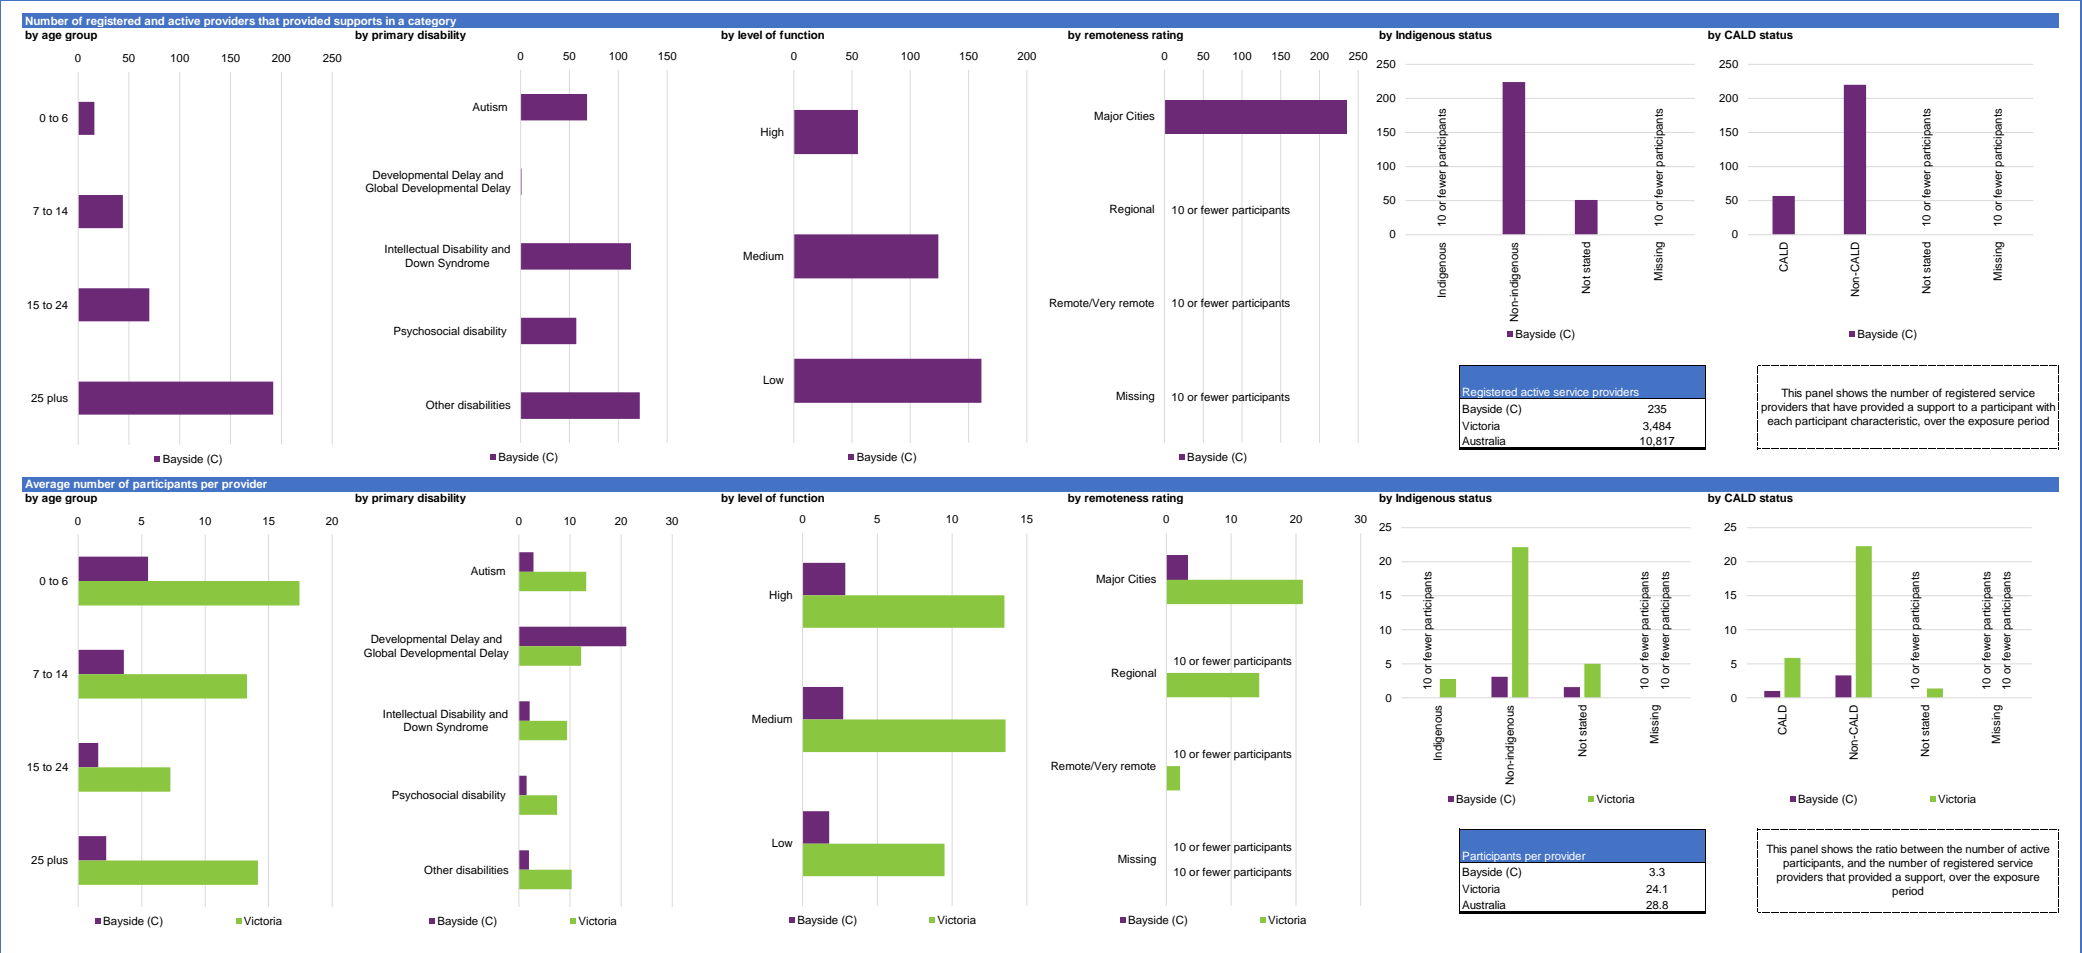 Number of registered and active providers that provided supports in a category
by age group
0 50 100 150 200 250
0 to 6
7 to 14
15 to 24
25 plus
Bayside (C)
by primary disability
0 50 100 150
Autism
Developmental Delay and
Global Developmental Delay
Intellectual Disability and
Down Syndrome
Psychosocial disability
Other disabilities
Bayside (C)
by level of function
0 50 100 150 200
High
Medium
Low
Bayside (C)
by remoteness rating
0 50 100 150 200 250
Major Cities
Regional
10 or fewer participants
Remote/Very remote
10 or fewer participants
Missing
10 or fewer participants
Bayside (C)
by Indigenous status
250
200
150
100
50
0
10 or fewer participants
10 or fewer participants
Indigenous
Non-indigenous
Not stated
Missing
Bayside (C)
by CALD status
250
200
150
100
50
0
10 or fewer participants
10 or fewer participants
CALD
Non-CALD
Not stated
Missing
Bayside (C)
Registered active service providers
Bayside (C) 235
Victoria 3,484
Australia 10,817
This panel shows the number of registered service
providers that have provided a support to a participant with
each participant characteristic, over the exposure period
Average number of participants per provider
by age group
0 5 10 15 20
0 to 6
7 to 14
15 to 24
25 plus
Bayside (C) Victoria
by primary disability
0 10 20 30
Autism
Developmental Delay and
Global Developmental Delay
Intellectual Disability and
Down Syndrome
Psychosocial disability
Other disabilities
Bayside (C) Victoria
by level of function
0 5 10 15
High
Medium
Low
Bayside (C) Victoria
by remoteness rating
0 10 20 30
Major Cities
10 or fewer participants
Regional
10 or fewer participants
Remote/Very remote
10 or fewer participants
Missing
10 or fewer participants
Bayside (C) Victoria
by Indigenous status
25
20
15
10
5
0
10 or fewer participants
10 or fewer participants
10 or fewer participants
Indigenous
Non-indigenous
Not stated
Missing
Bayside (C) Victoria
by CALD status
25
20
15
10
5
0
10 or fewer participants
10 or fewer participants
10 or fewer participants
CALD
Non-CALD
Not stated
Missing
Bayside (C) Victoria
Participants per provider
Bayside (C) 3.3
Victoria 24.1
Australia 28.8
This panel shows the ratio between the number of active
participants, and the number of registered service
providers that provided a support, over the exposure
period